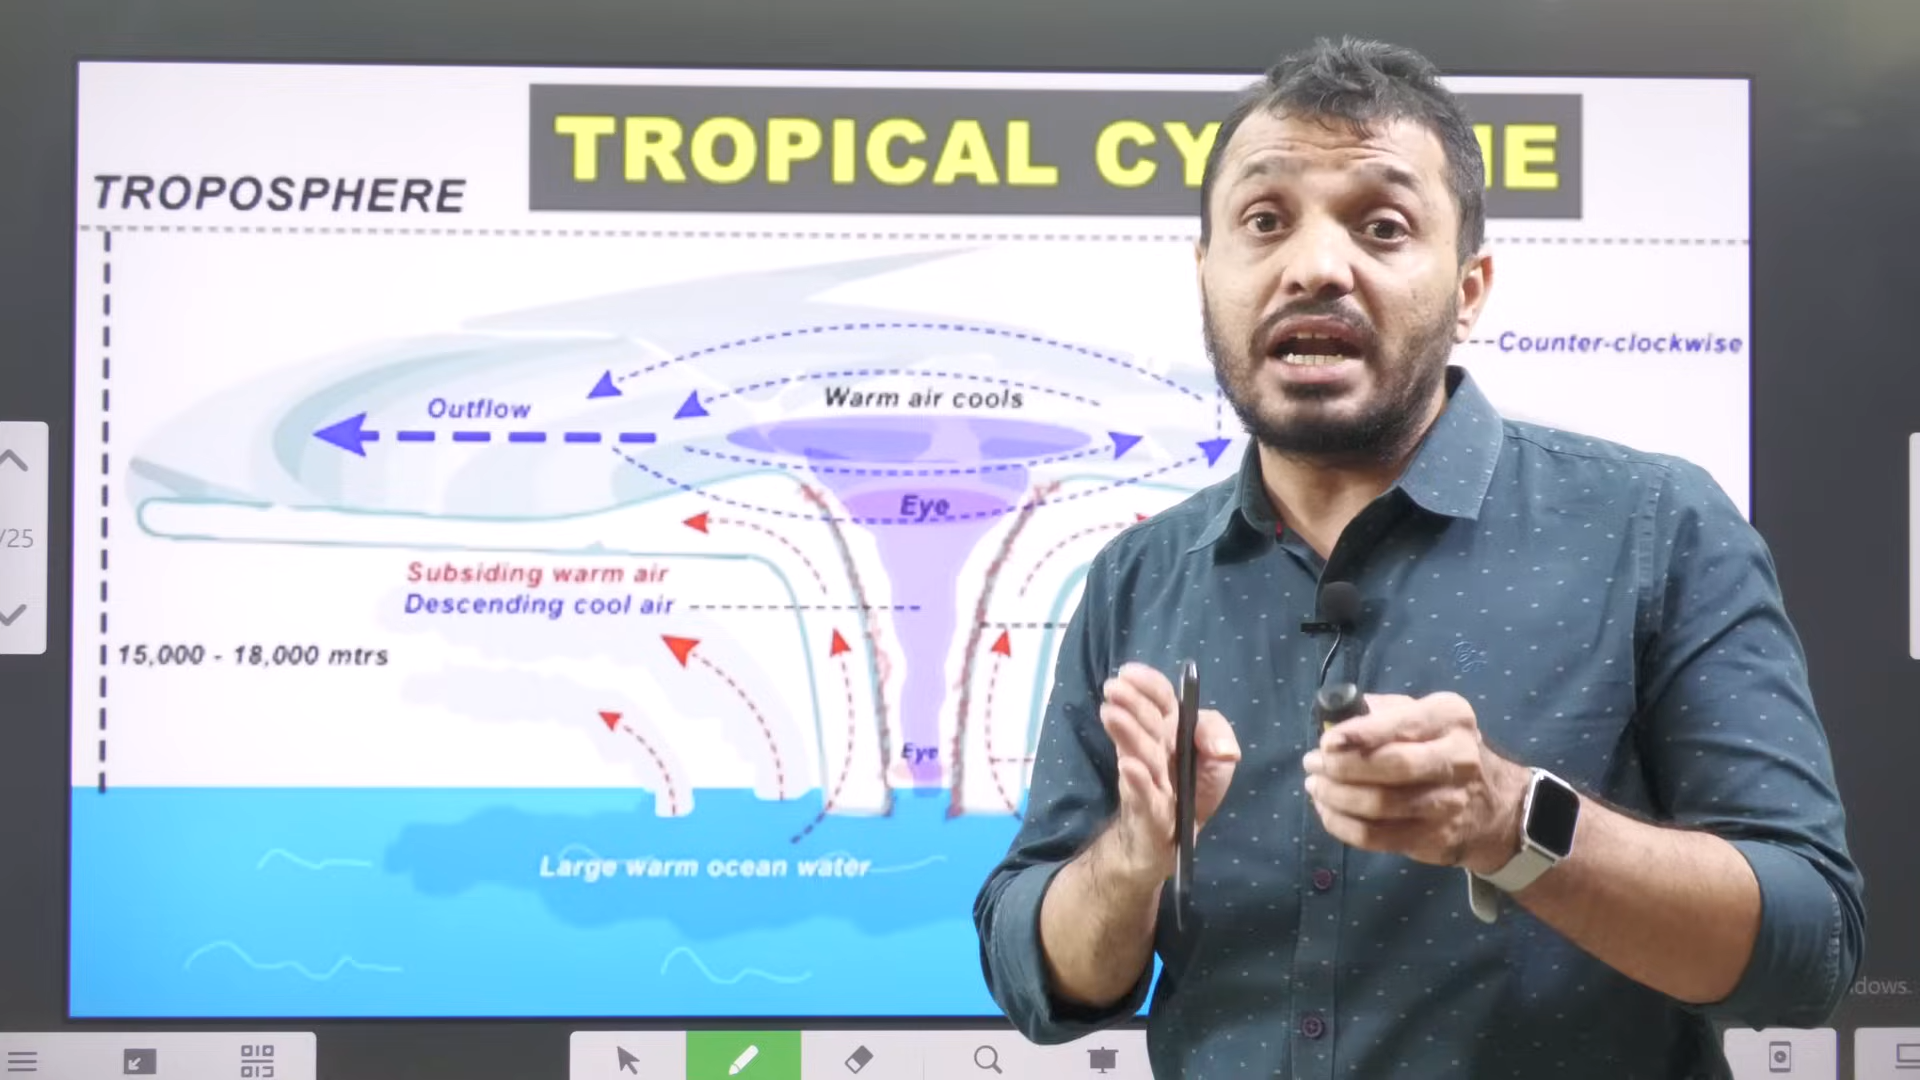 TROPICAL CY
NE
TROPOSPHERE
Counter-clockwise
Warm air cools
Outflow
Eye
Subsiding warm air
Descending cool air
15,000 - 18,000 mtrs
Eye
Large warm ocean water
/25
dows.